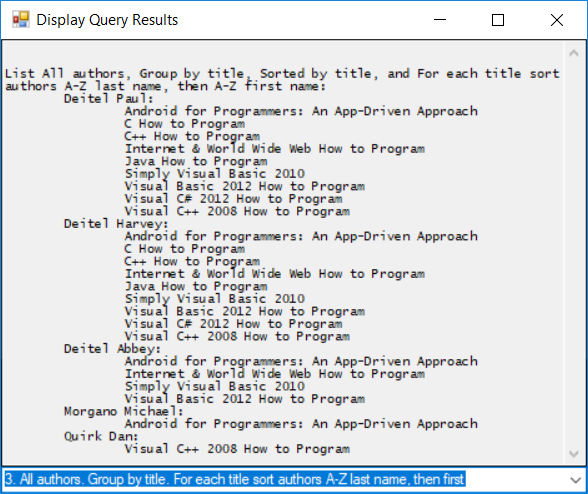 Display Query Results
List All authors, Group by title, Sorted by title, and For each title sort
authors A-Z last name, then A-Z first name:
Deitel Paul:
Android for Programmers: An App-Driven Approach
C How to Program
C++ How to Program
Internet & World Wide Web How to Program
Java How to Program
Simply Visual Basic 2010
Visual Basic 2012 How to Program
Visual C# 2012 How to Program
Visual C++ 2008 How to Program
Deitel Harvey:
Android for Programmers: An App-Driven Approach
C How to Program
C++ How to Program
Internet & World Wide Web How to Program
Java How to Program
Simply Visual Basic 2010
Visual Basic 2012 How to Program
Visual C# 2012 How to Program
Visual C++ 2008 How to Program
Deitel Abbey:
Android for Programmers: An App-Driven Approach
Internet & World Wide Web How to Program
Simply Visual Basic 2010
Visual Basic 2012 How to Program
Morgano Michael:
Android for Programmers: An App-Driven Approach
Quirk Dan:
Visual C++ 2008 How to Program
3. All authors. Group by title. For each title sort authors A-Z last name, then first